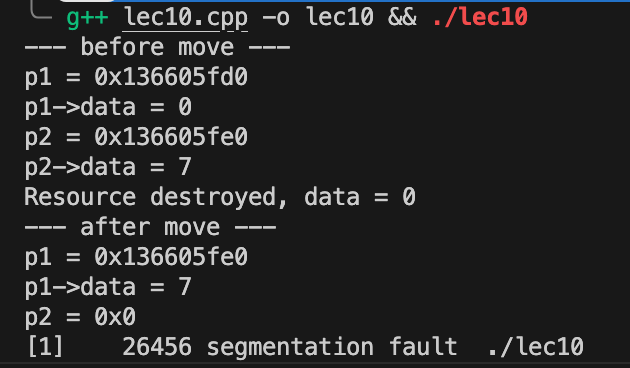 g++ lec10.cpp -o lec10 && ./lec10
--- before move ---
p1 = 0x136605fd0
p1->data = 0
p2 = 0x136605fe0
p2->data = 7
Resource destroyed, data = 0
--- after move ---
p1 = 0x136605fe0
p1->data = 7
p2 = 0x0
[1]    26456 segmentation fault  ./lec10